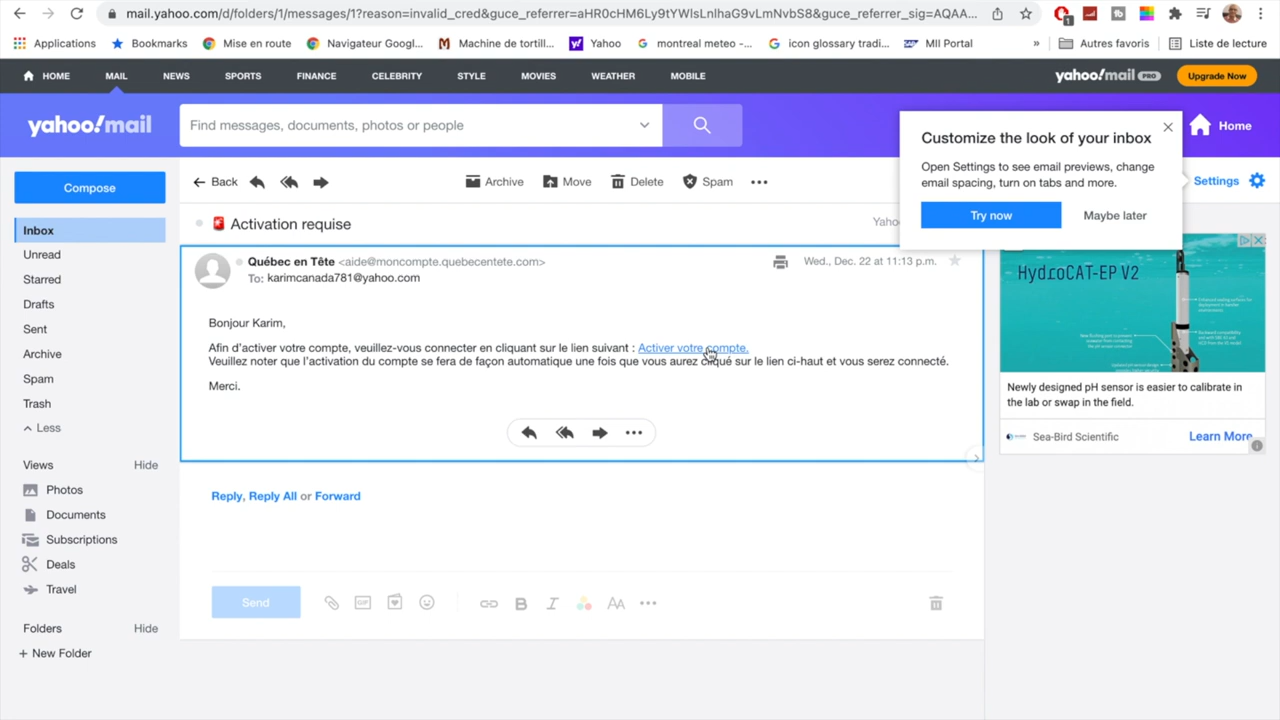 mail.yahoo.com/d/folders/1/messages/1?reason=invalid_cred&guce_referrer=aHR0cHM6Ly9tYWlsLnlhaG9vLmNvbS8&guce_referrer_sig=AQAA...
Applications Bookmarks Mise en route Navigateur Googl... Machine de tortill... Yahoo montreal meteo -... icon glossary tradi... MII Portal » Autres favoris Liste de lecture
HOME MAIL NEWS SPORTS FINANCE CELEBRITY STYLE MOVIES WEATHER MOBILE yahoo!mail PRO Upgrade Now
yahoo!mail Find messages, documents, photos or people Home
Customize the look of your inbox
Open Settings to see email previews, change
email spacing, turn on tabs and more.
Try now Maybe later
Settings
Compose
Back Archive Move Delete Spam
Activation requise Yaho
Inbox
Unread
Starred
Drafts
Sent
Archive
Spam
Trash
Less
Views Hide
Photos
Documents
Subscriptions
Deals
Travel
Folders Hide
+ New Folder
Québec en Tête <aide@moncompte.quebecentete.com> Wed., Dec. 22 at 11:13 p.m.
To: karimcanada781@yahoo.com
Bonjour Karim,
Afin d'activer votre compte, veuillez-vous connecter en cliquant sur le lien suivant : Activer votre compte.
Veuillez noter que l'activation du compte se fera de façon automatique une fois que vous aurez cliqué sur le lien ci-haut et vous serez connecté.
Merci.
Reply, Reply All or Forward
Send GIF B I AA
HydroCAT-EP V2
Newly designed pH sensor is easier to calibrate in
the lab or swap in the field.
Sea-Bird Scientific Learn More